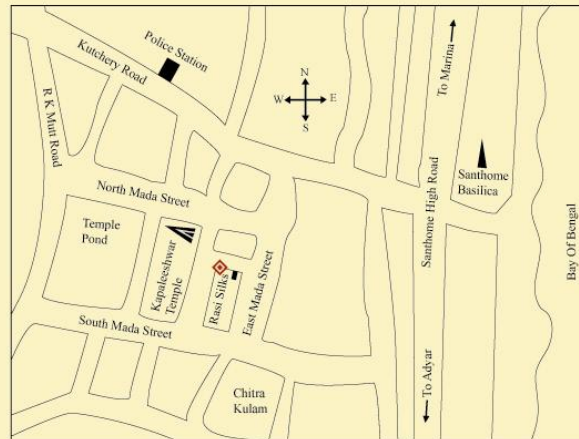 Police Station
Kutchery Road
R K Mutt Road
N
W
E
S
To Marina
Santhome
Basilica
Santhome High Road
Bay Of Bengal
North Mada Street
Temple
Pond
Kapaleeshwar
Temple
Rasi Silks
East Mada Street
South Mada Street
Chitra
Kulam
To Adyar